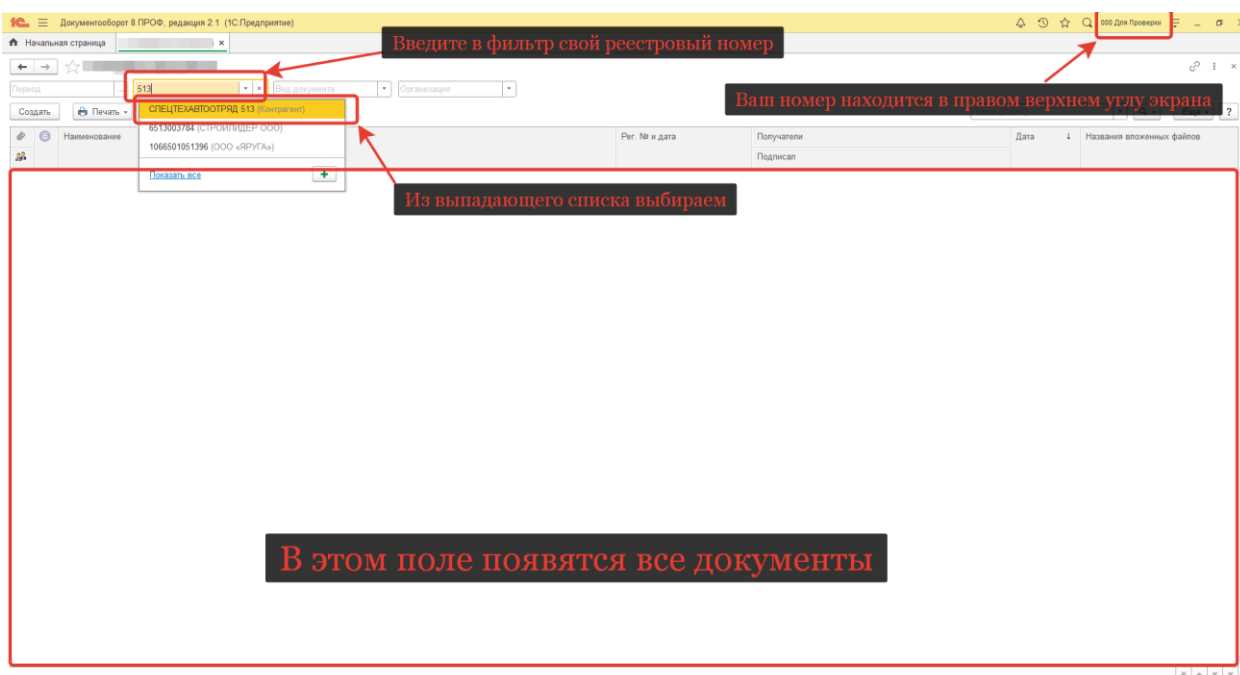 1С Документооборот 8 ПРОФ, редакция 2.1 (1С:Предприятие)
000 Для Проверки
Начальная страница
Введите в фильтр свой реестровый номер
Период
513
Вид документа
Организация
Ваш номер находится в правом верхнем углу экрана
Создать
Печать
СПЕЦТЕХАВТООТРЯД 513 (Контрагент)
?
6513003784 (СТРОЙЛИДЕР ООО)
1066501051396 (ООО «ЯРУГА»)
Показать все
Наименование
Рег. № и дата
Получатели
Дата
Названия вложенных файлов
Подписал
Из выпадающего списка выбираем
В этом поле появятся все документы